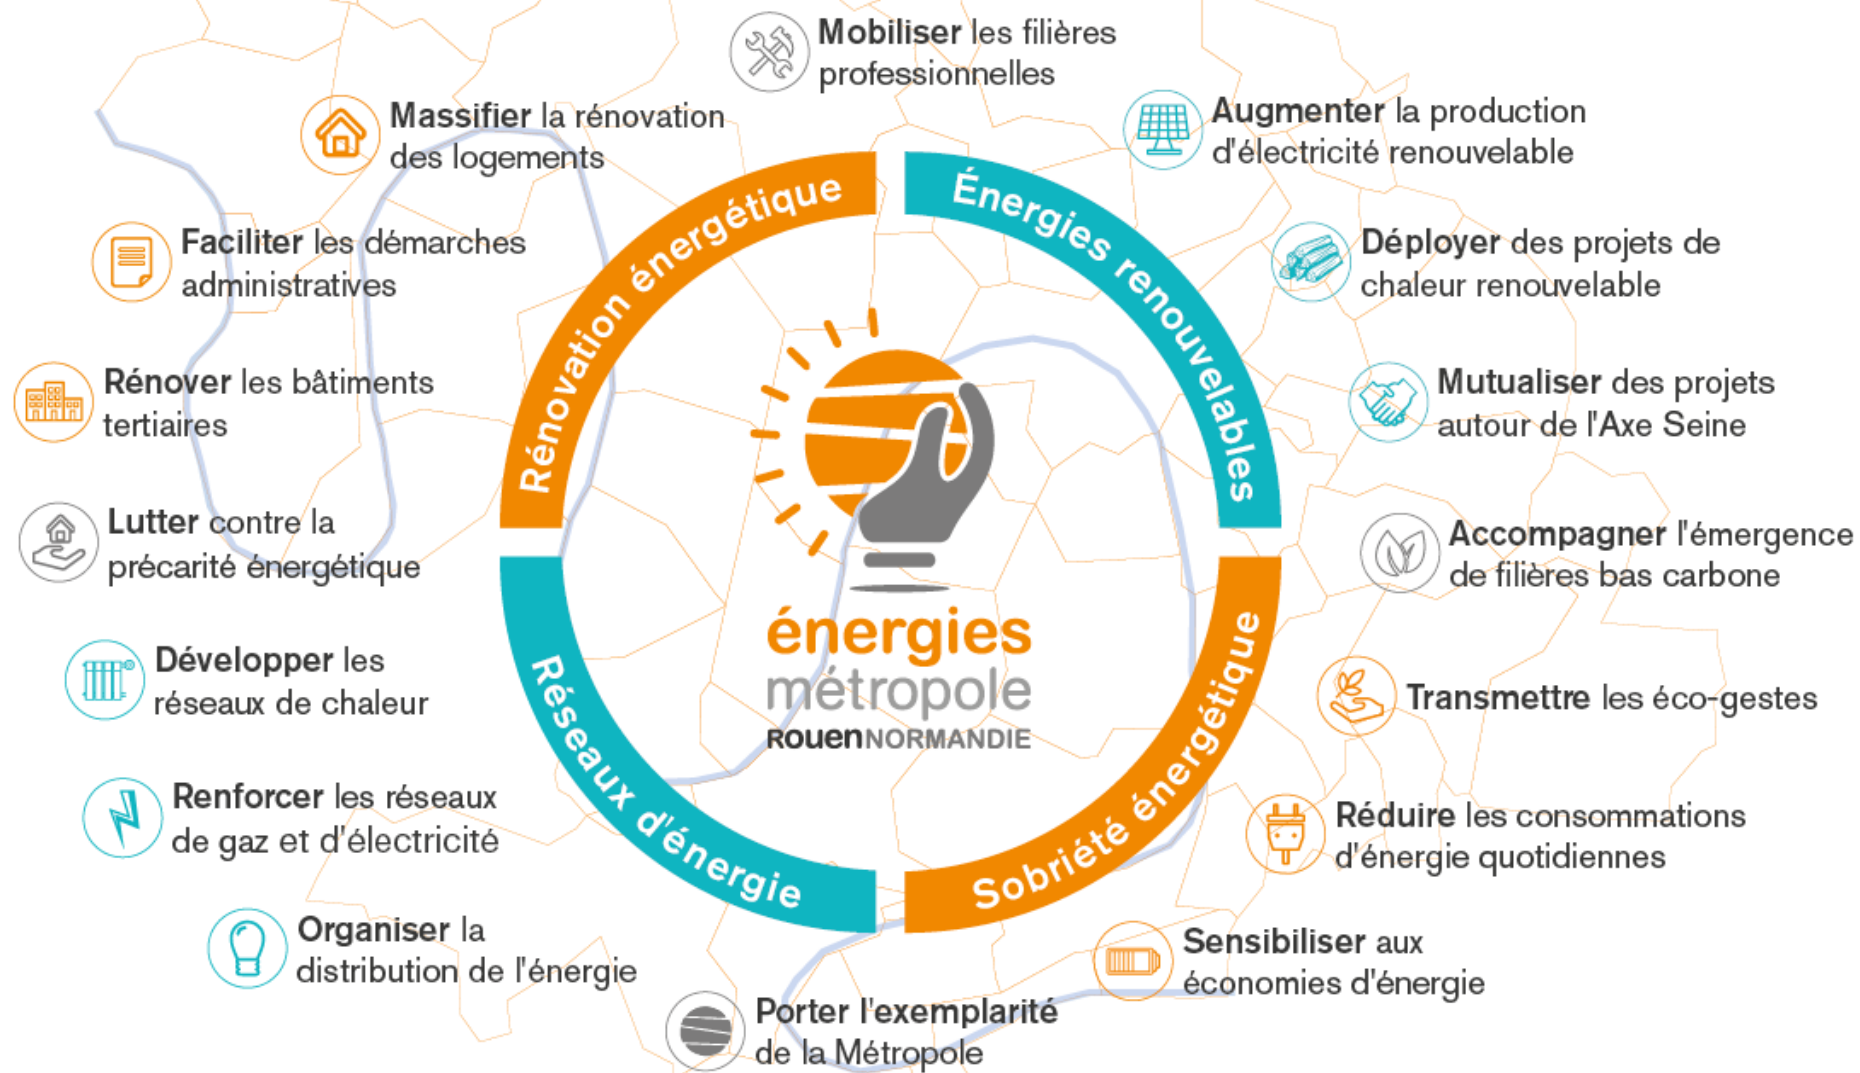 Mobiliser les filières
professionnelles
Massifier la rénovation
des logements
Augmenter la production
d'électricité renouvelable
Faciliter les démarches
administratives
Déployer des projets de
chaleur renouvelable
Rénover les bâtiments
tertiaires
Mutualiser des projets
autour de l'Axe Seine
Lutter contre la
précarité énergétique
Accompagner l'émergence
de filières bas carbone
Développer les
réseaux de chaleur
Transmettre les éco-gestes
Renforcer les réseaux
de gaz et d'électricité
Réduire les consommations
d'énergie quotidiennes
Organiser la
distribution de l'énergie
Sensibiliser aux
économies d'énergie
Porter l'exemplarité
de la Métropole
Rénovation énergétique
Énergies renouvelables
Réseaux d'énergie
Sobriété énergétique
énergies
métropole
ROUENNORMANDIE